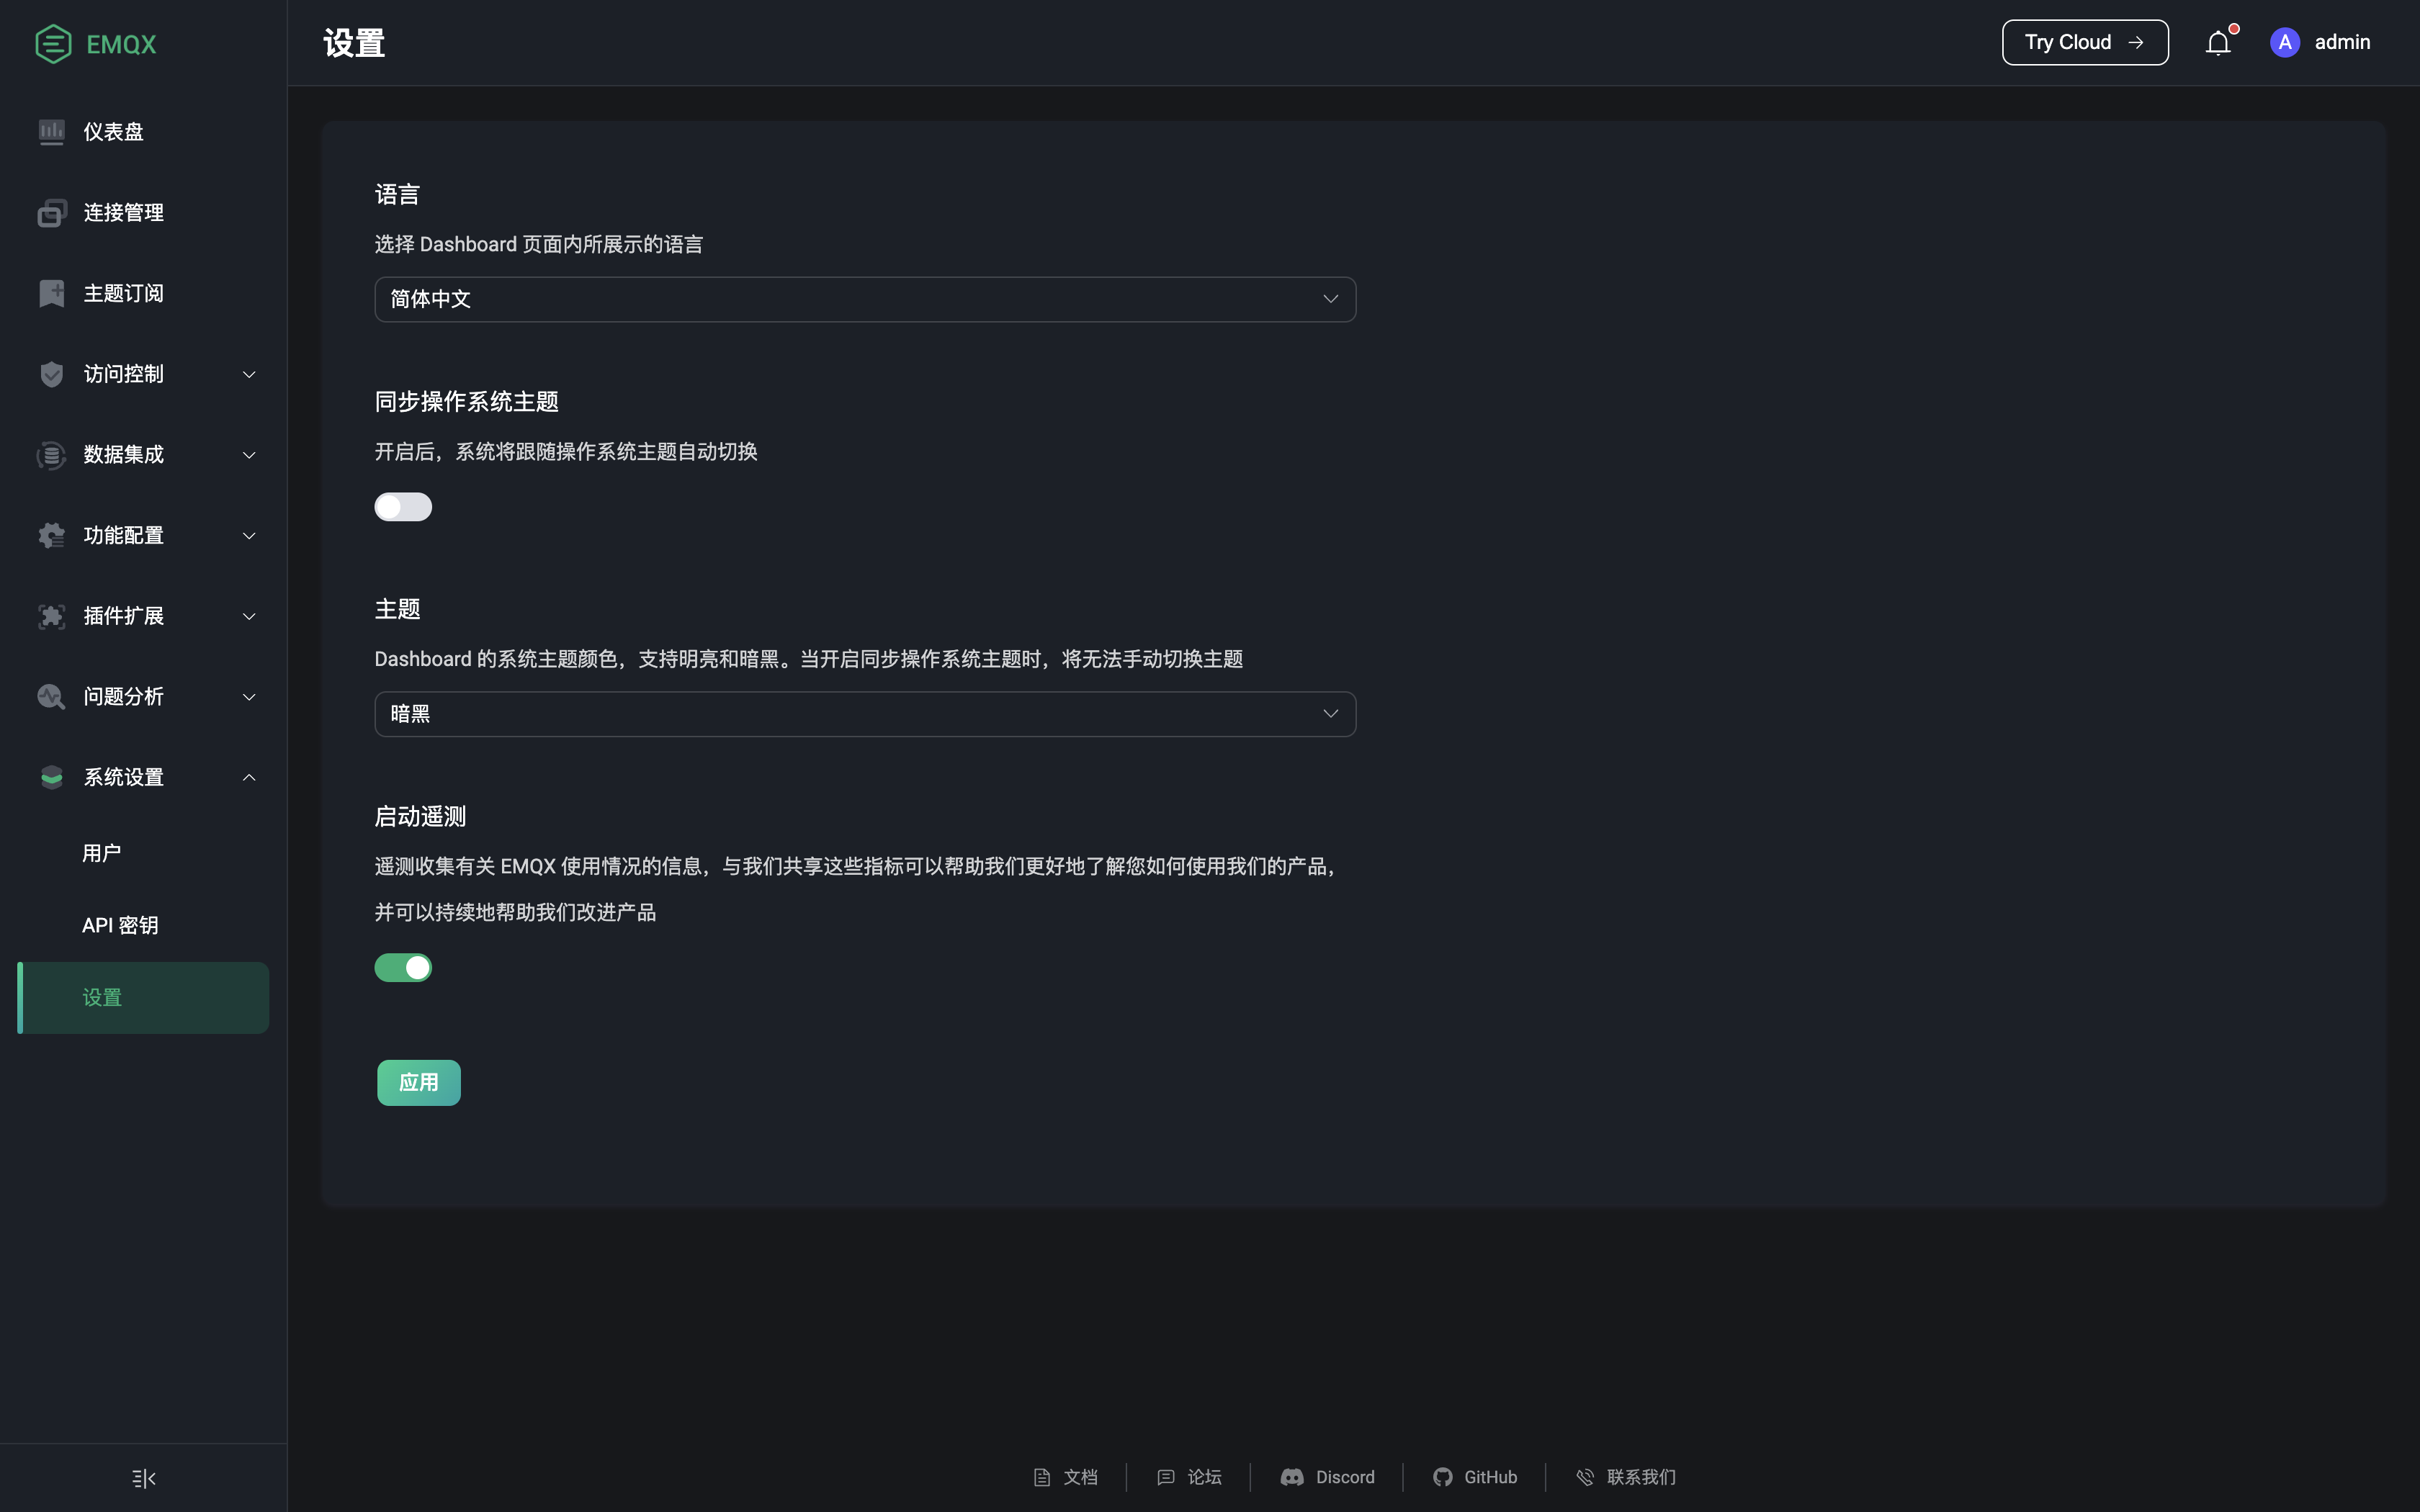 EMQX
设置
Try Cloud
A
admin
仪表盘
连接管理
主题订阅
访问控制
数据集成
功能配置
插件扩展
问题分析
系统设置
用户
API 密钥
设置
语言
选择 Dashboard 页面内所展示的语言
简体中文
同步操作系统主题
开启后，系统将跟随操作系统主题自动切换
主题
Dashboard 的系统主题颜色，支持明亮和暗黑。当开启同步操作系统主题时，将无法手动切换主题
暗黑
启动遥测
遥测收集有关 EMQX 使用情况的信息，与我们共享这些指标可以帮助我们更好地了解您如何使用我们的产品，
并可以持续地帮助我们改进产品
应用
文档
论坛
Discord
GitHub
联系我们